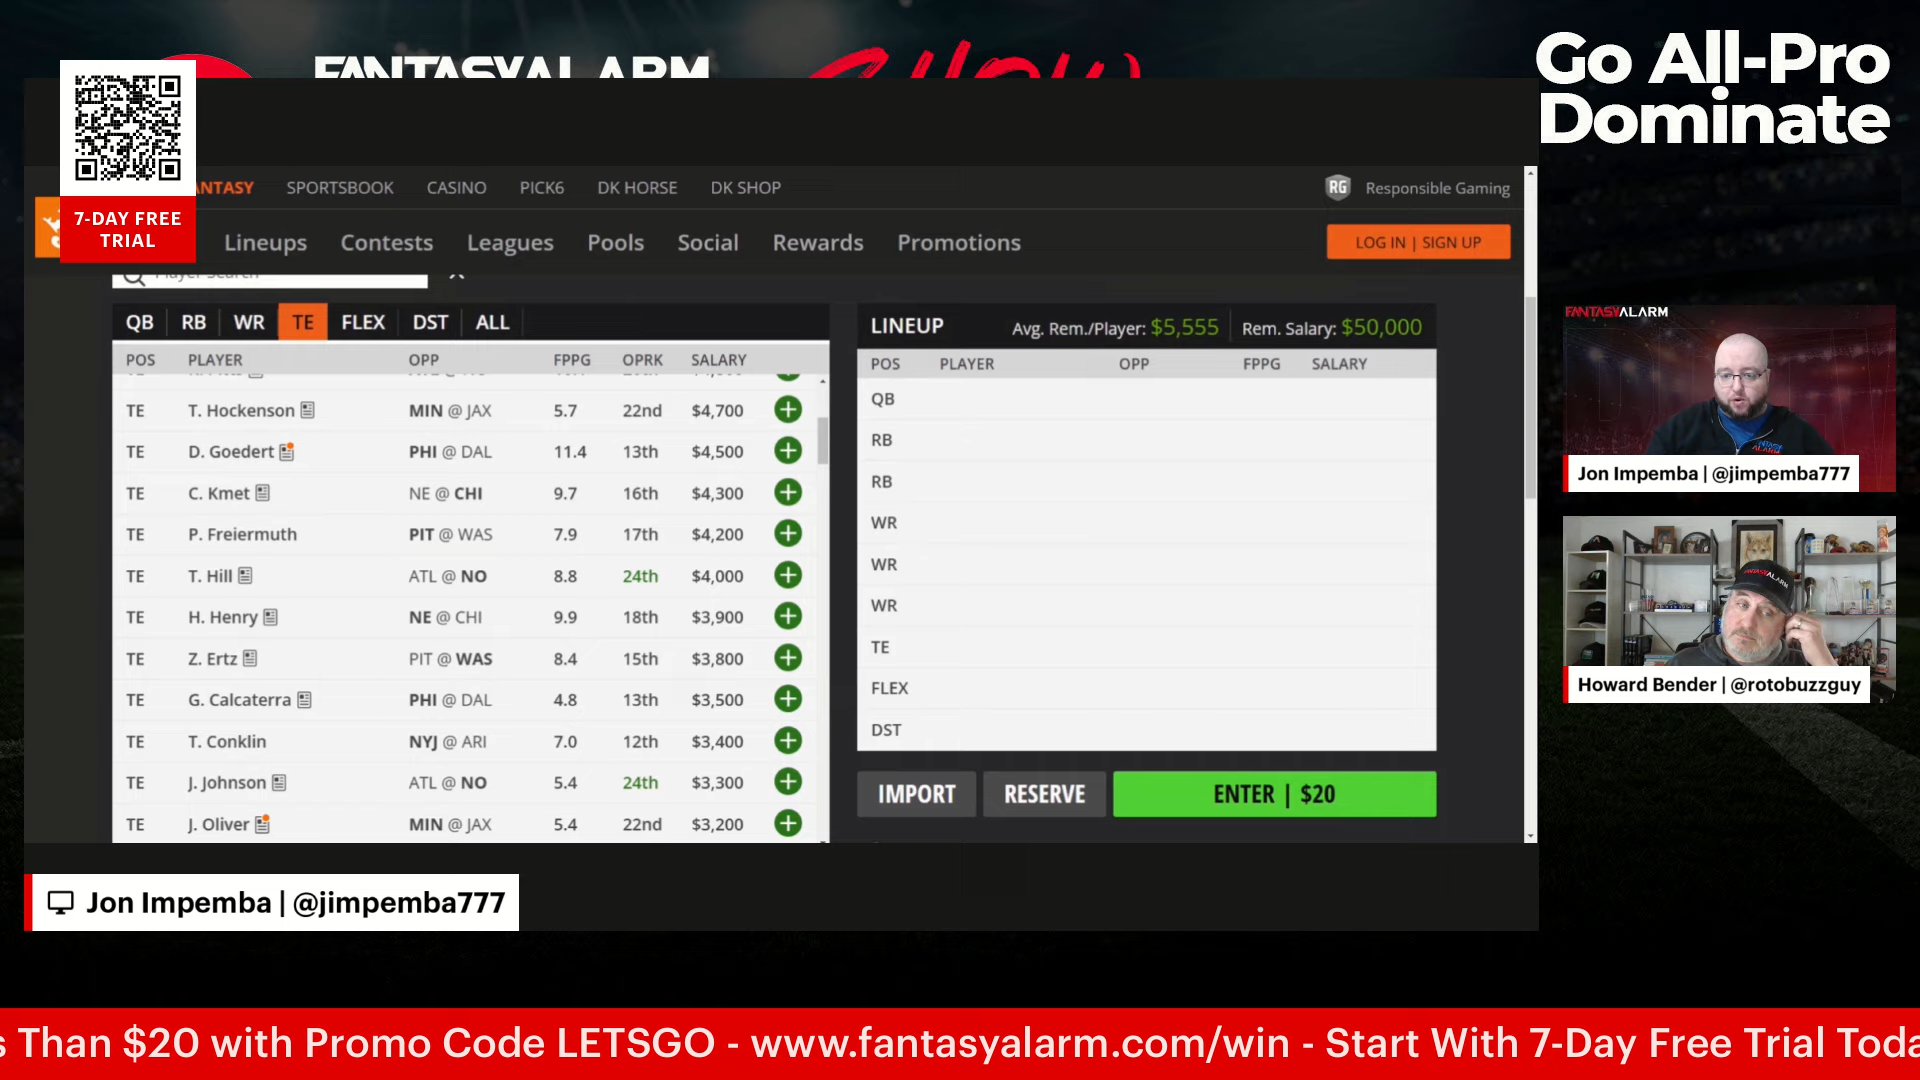 FANTASYALARM SHOW
Go All-Pro
Dominate
7-DAY FREE
TRIAL
ANTASY SPORTSBOOK CASINO PICK6 DK HORSE DK SHOP
RG Responsible Gaming
Lineups Contests Leagues Pools Social Rewards Promotions
LOG IN | SIGN UP
Player Search
QB RB WR TE FLEX DST ALL
POS PLAYER OPP FPPG OPRK SALARY
TE T. Hockenson MIN @ JAX 5.7 22nd $4,700
TE D. Goedert PHI @ DAL 11.4 13th $4,500
TE C. Kmet NE @ CHI 9.7 16th $4,300
TE P. Freiermuth PIT @ WAS 7.9 17th $4,200
TE T. Hill ATL @ NO 8.8 24th $4,000
TE H. Henry NE @ CHI 9.9 18th $3,900
TE Z. Ertz PIT @ WAS 8.4 15th $3,800
TE G. Calcaterra PHI @ DAL 4.8 13th $3,500
TE T. Conklin NYJ @ ARI 7.0 12th $3,400
TE J. Johnson ATL @ NO 5.4 24th $3,300
TE J. Oliver MIN @ JAX 5.4 22nd $3,200
LINEUP Avg. Rem./Player: $5,555 Rem. Salary: $50,000
POS PLAYER OPP FPPG SALARY
QB
RB
RB
WR
WR
WR
TE
FLEX
DST
IMPORT RESERVE ENTER | $20
FANTASYALARM
Jon Impemba | @jimpemba777
FANTASYALARM
Howard Bender | @rotobuzzguy
Jon Impemba | @jimpemba777
s Than $20 with Promo Code LETSGO - www.fantasyalarm.com/win - Start With 7-Day Free Trial Toda